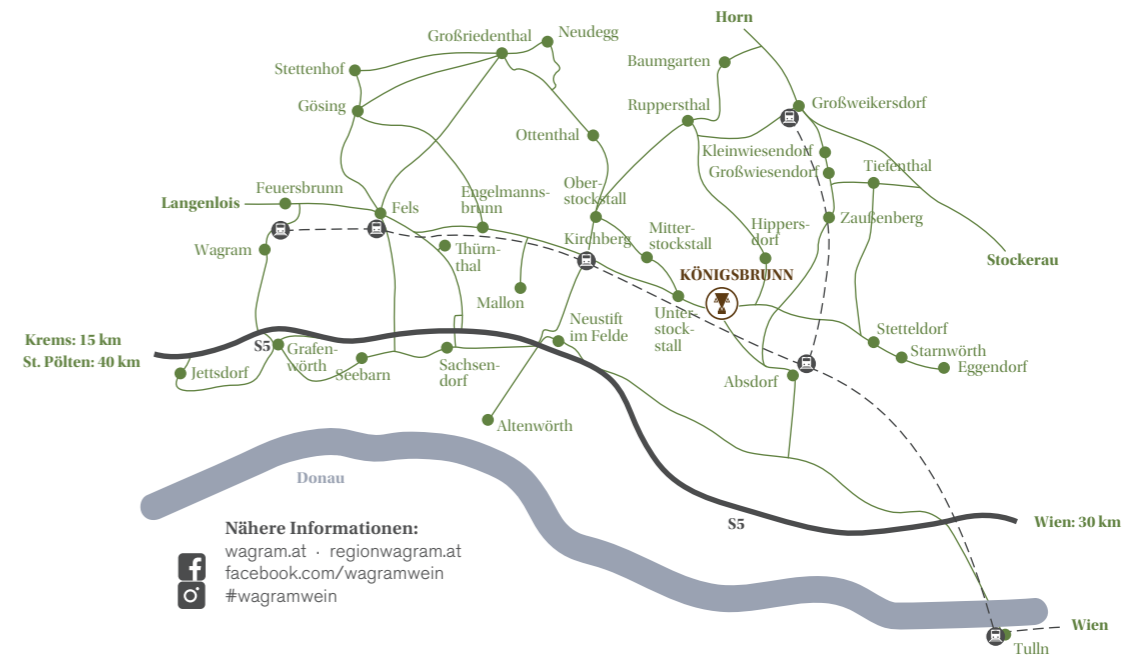 Horn
Großriedenthal
Neudegg
Baumgarten
Stettenhof
Gösing
Ruppersthal
Großweikersdorf
Ottenthal
Kleinwiesendorf
Großwiesendorf
Tiefenthal
Langenlois
Feuersbrunn
Fels
Engelmanns-
brunn
Ober-
stockstall
Zaußenberg
Wagram
Thürn-
thal
Kirchberg
Mitter-
stockstall
Hippers-
dorf
Stockerau
KÖNIGSBRUNN
Mallon
Unter-
stock-
stall
Krems: 15 km
St. Pölten: 40 km
S5
Grafen-
wörth
Neustift
im Felde
Stetteldorf
Starnwörth
Eggendorf
Jettsdorf
Seebarn
Sachsen-
dorf
Absdorf
Altenwörth
Donau
S5
Wien: 30 km
Nähere Informationen:
wagram.at · regionwagram.at
facebook.com/wagramwein
#wagramwein
Wien
Tulln